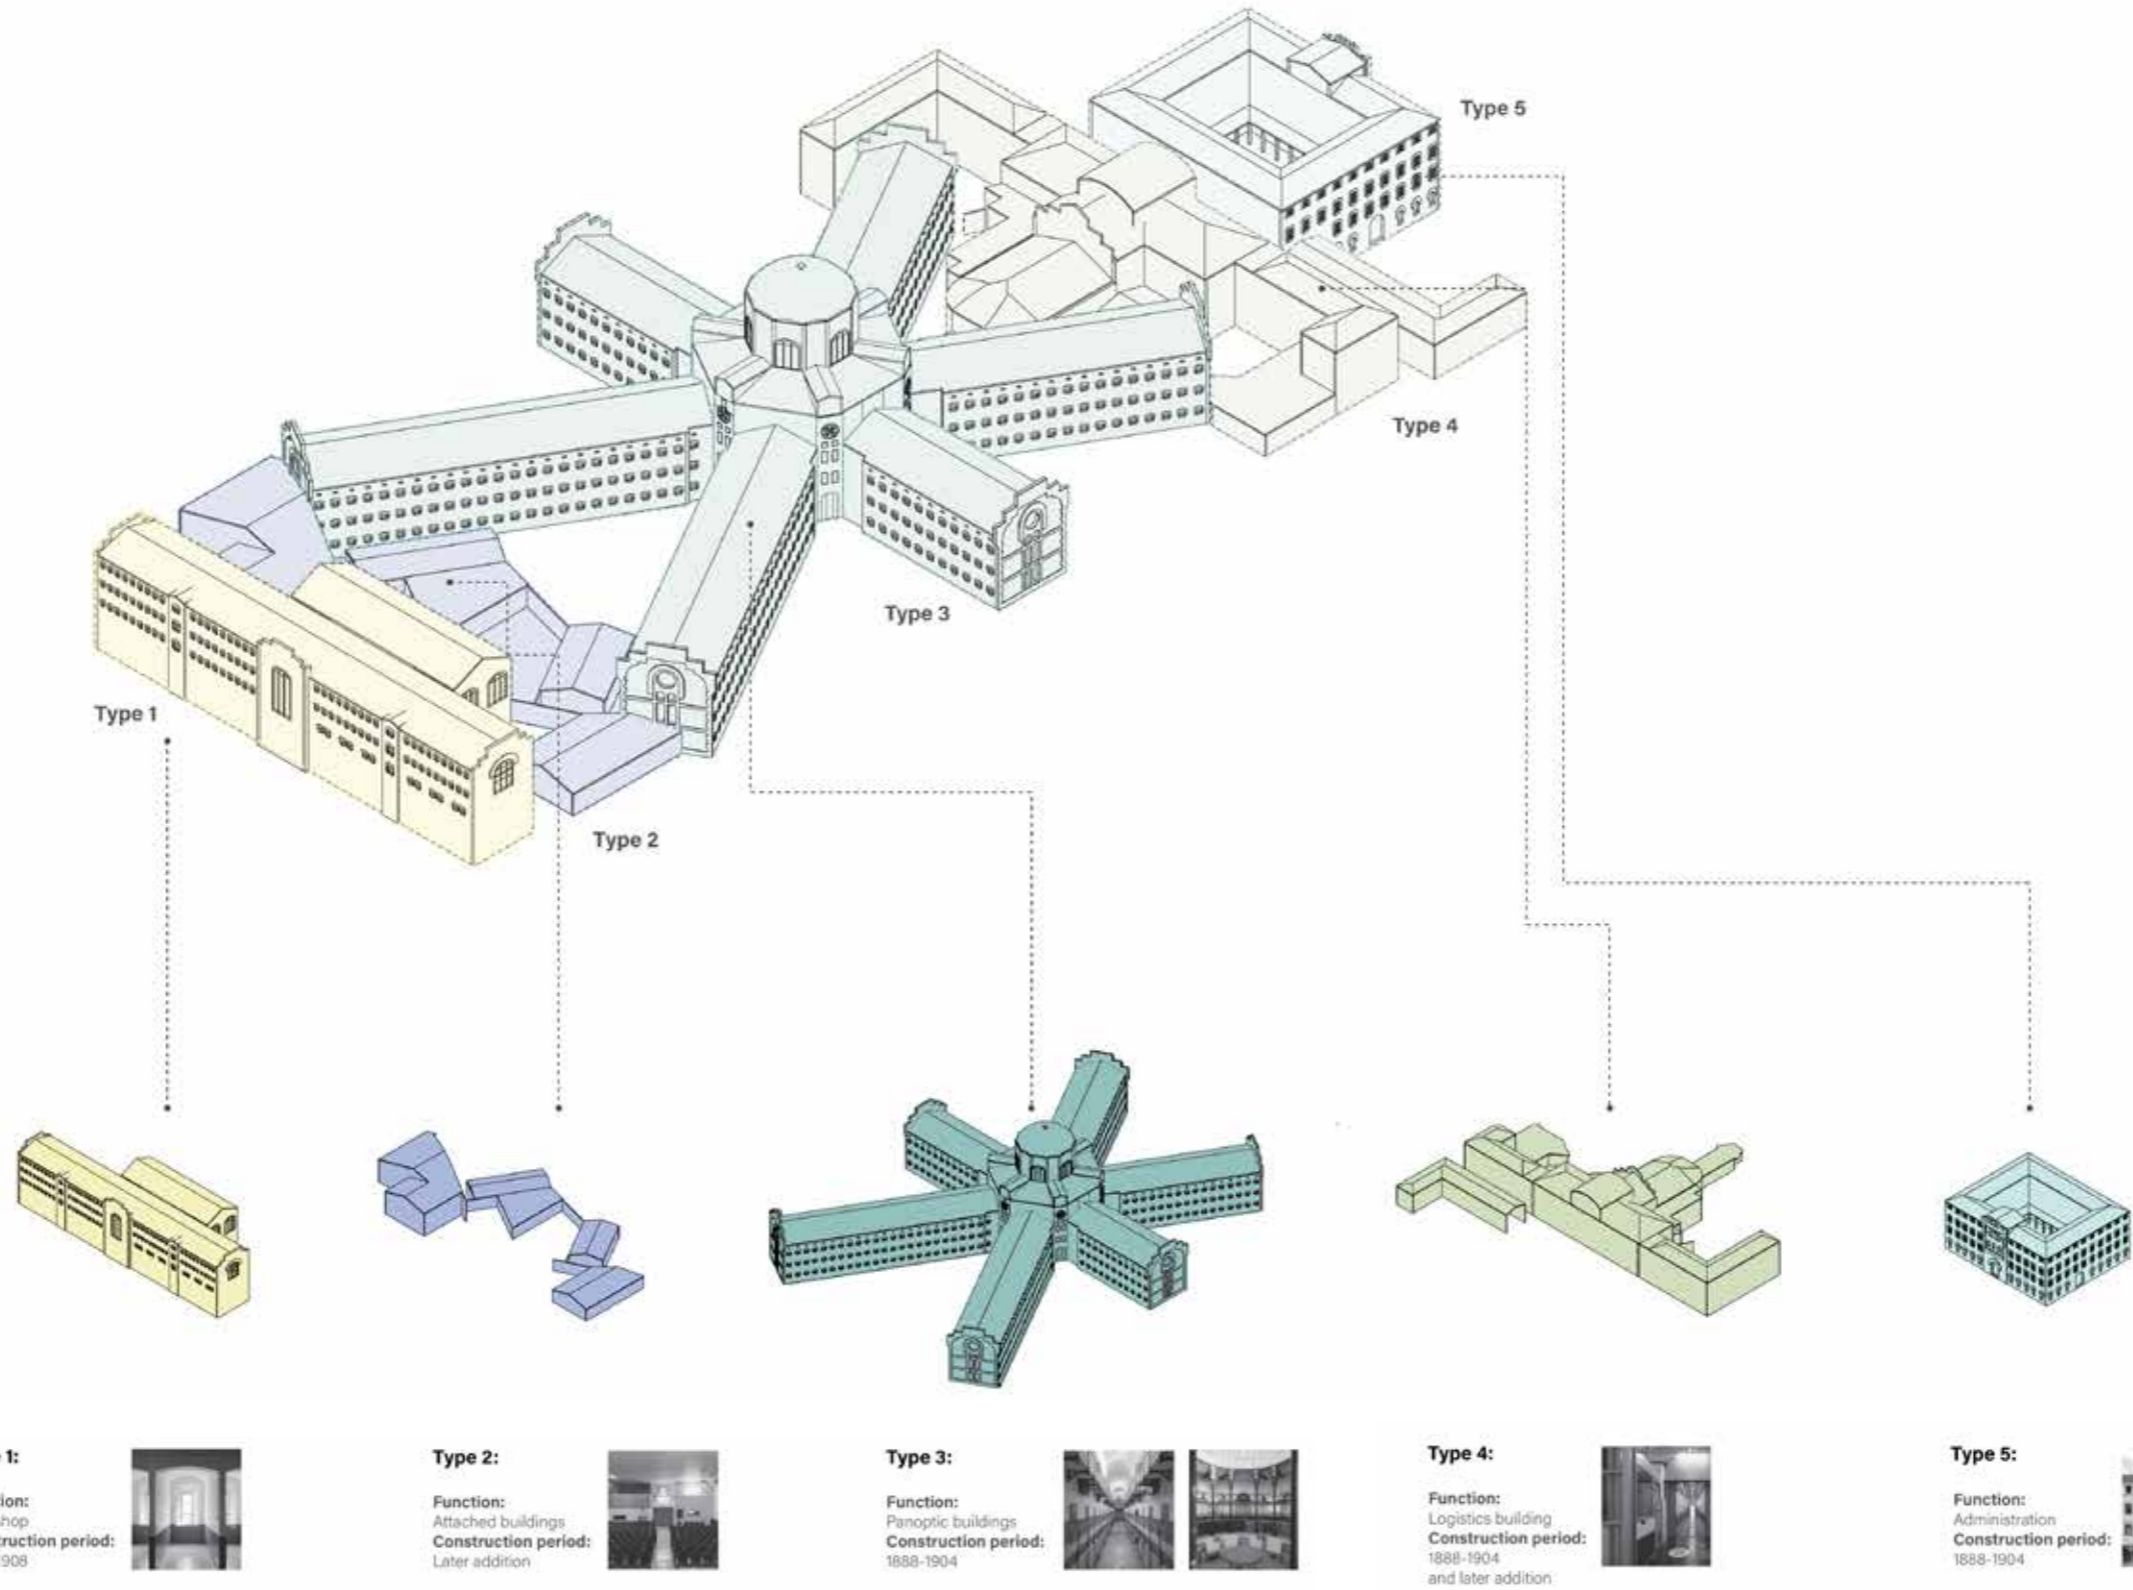 Type 5
Type 4
Type 3
Type 1
Type 2
1:
ion:
hop
ruction period:
908
Type 2:
Function:
Attached buildings
Construction period:
Later addition
Type 3:
Function:
Panoptic buildings
Construction period:
1888-1904
Type 4:
Function:
Logistics building
Construction period:
1888-1904
and later addition
Type 5:
Function:
Administration
Construction period:
1888-1904